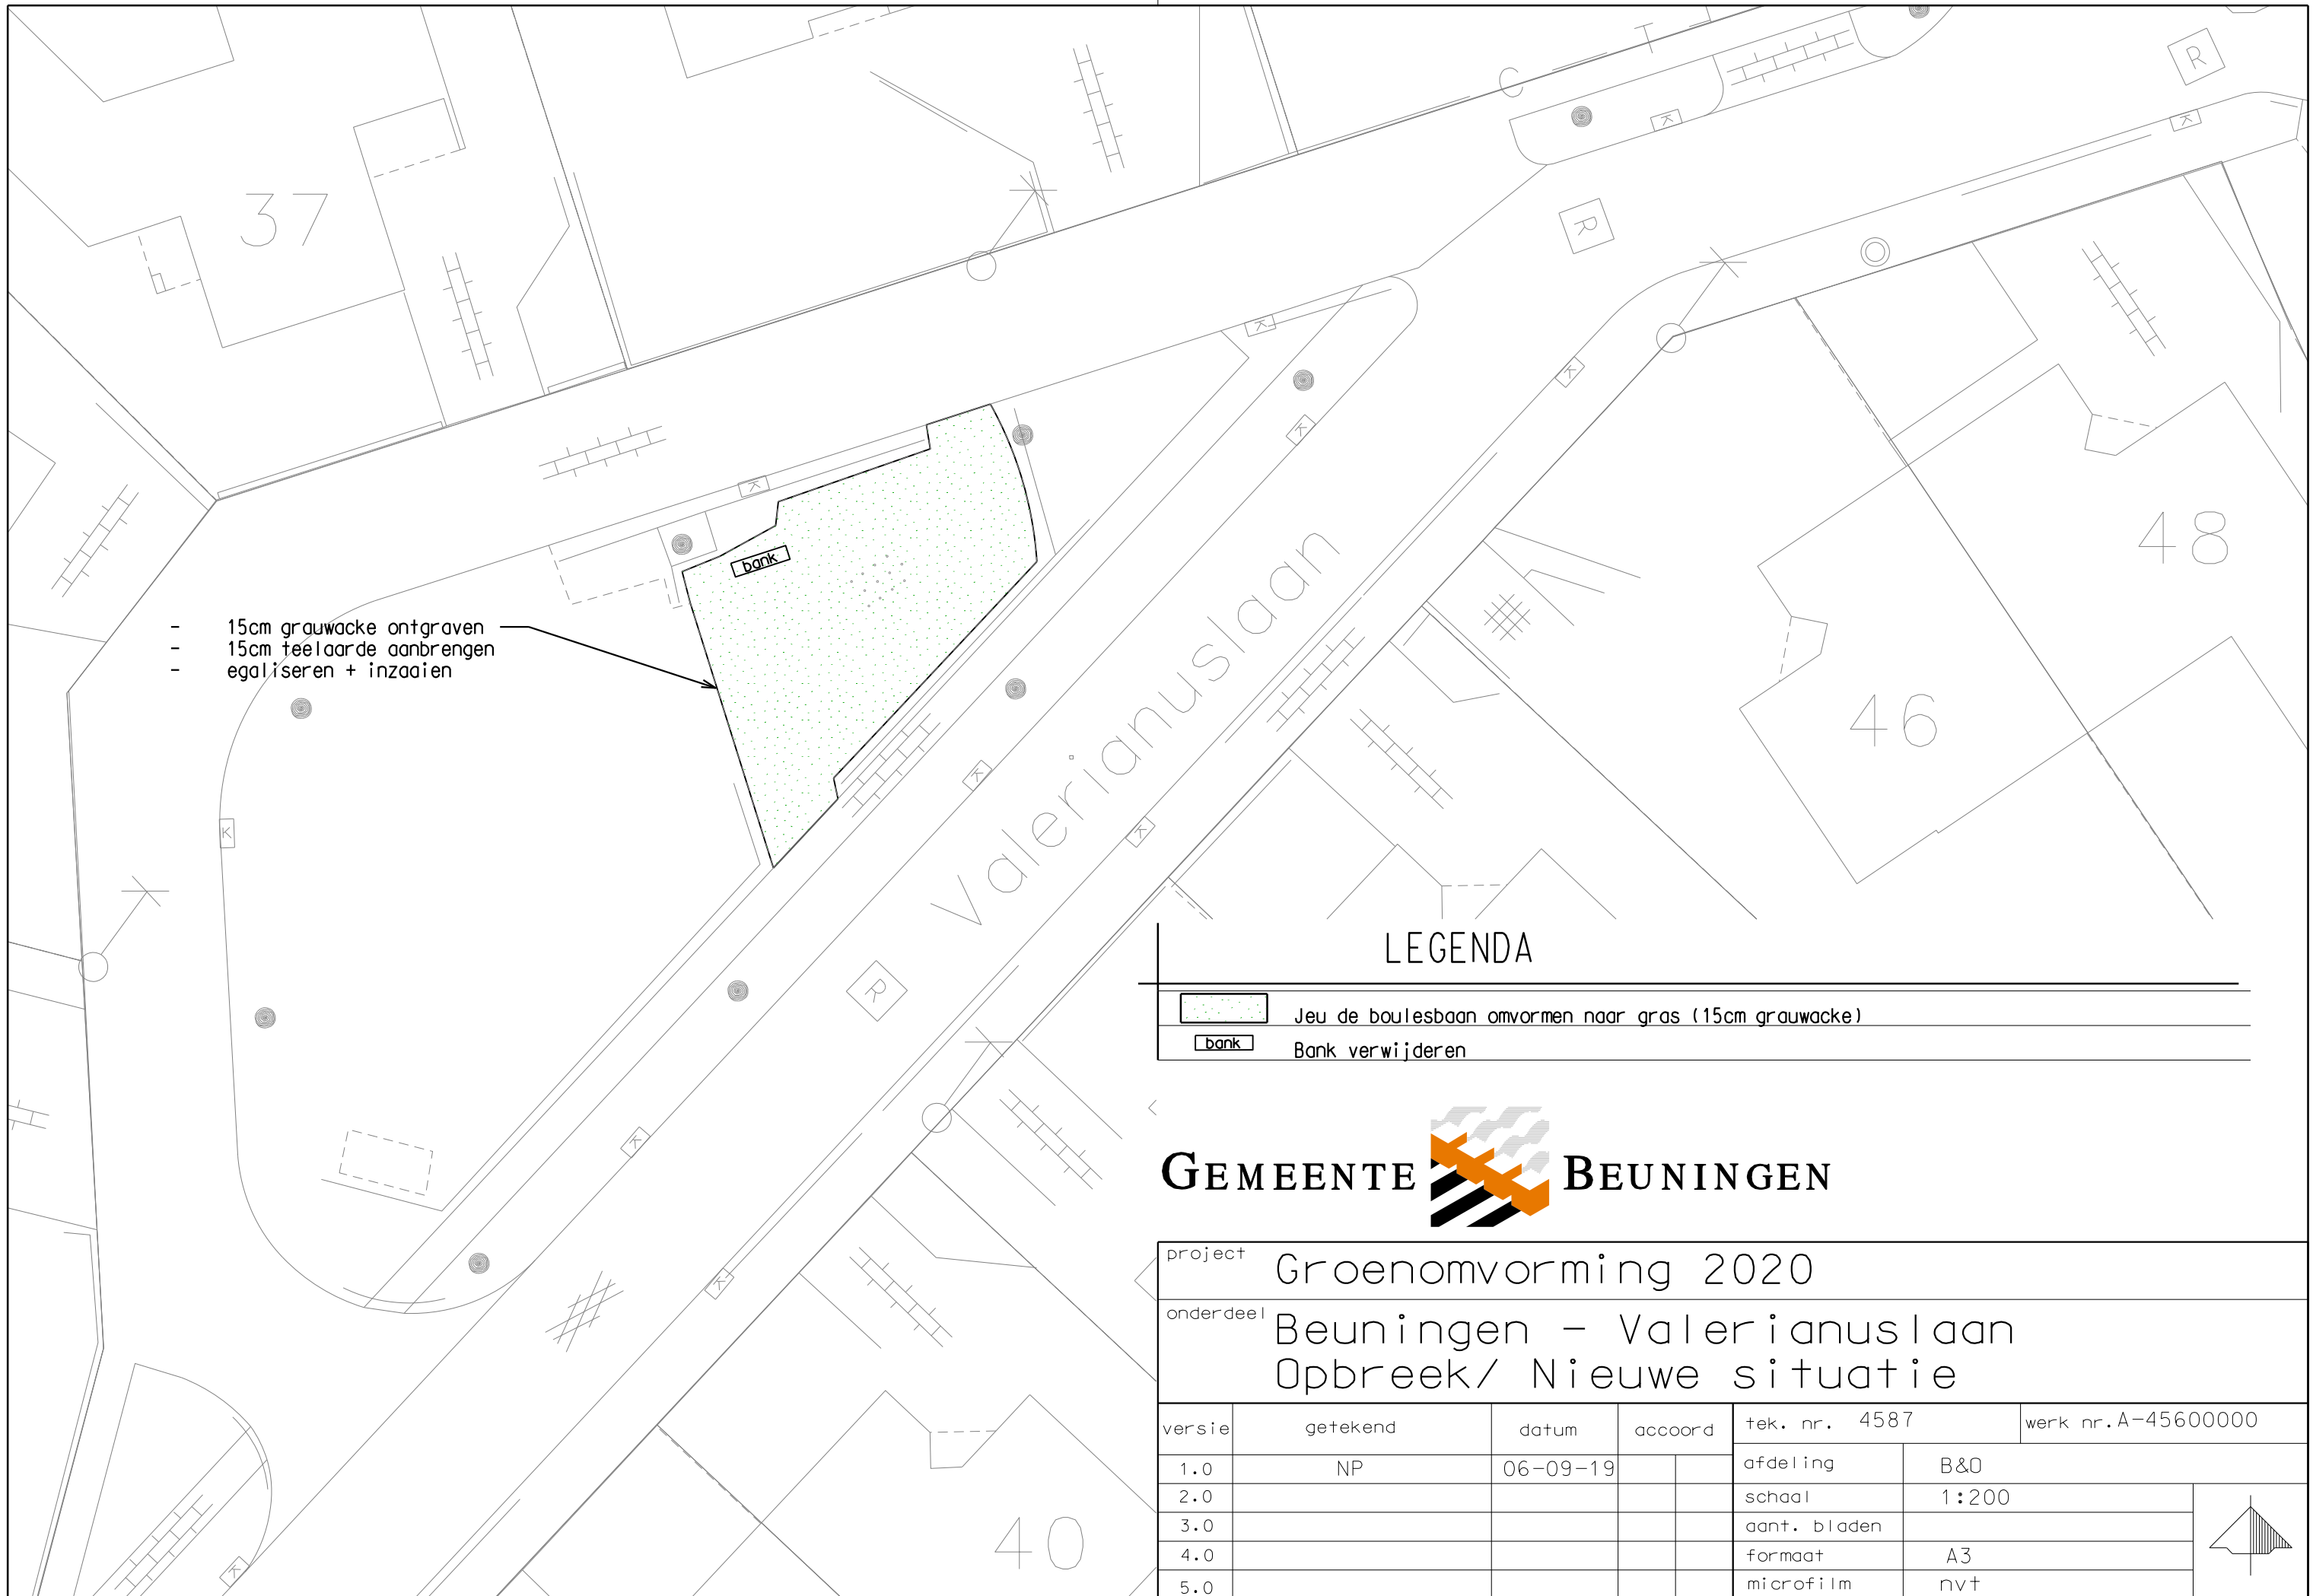 C T
R
K
K
37
R
K
K
K
48
K
bank
- 15cm grauwacke ontgraven
- 15cm teelaarde aanbrengen
- egaliseren + inzaaien
Valerianuslaan
46
K
K
K
R
LEGENDA
Jeu de boulesbaan omvormen naar gras (15cm grauwacke)
bank Bank verwijderen
K
GEMEENTE BEUNINGEN
K
project Groenomvorming 2020
onderdeel Beuningen - Valerianuslaan
Opbreek/ Nieuwe situatie
versie getekend datum accoord tek. nr. 4587 werk nr. A-45600000
1.0 NP 06-09-19 afdeling B&O
2.0 schaal 1:200
3.0 aant. bladen
40
4.0 formaat A3
K
5.0 microfilm nvt